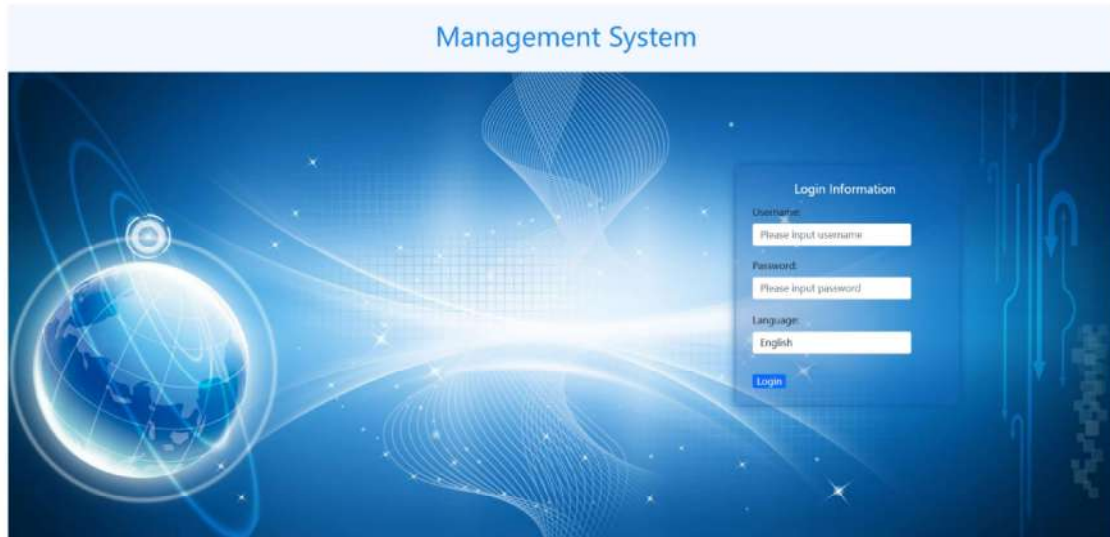 Management System
Login Information
Username:
Please input username
Password:
Please input password
Language:
English
Login